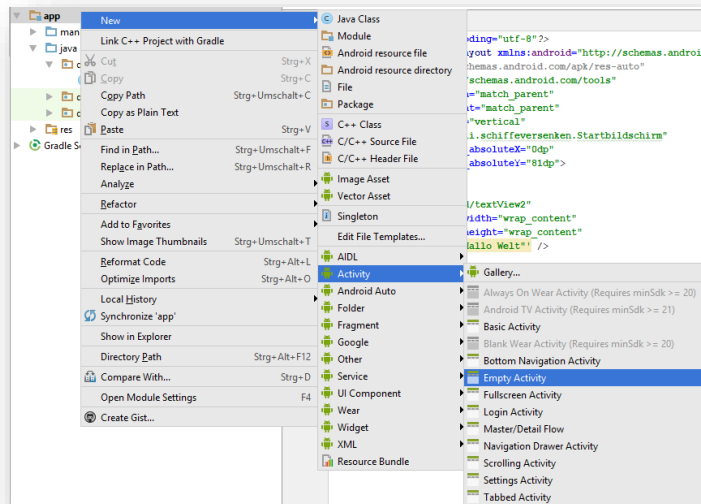 app
man
java
c
c
c
res
Gradle Sc
New
Link C++ Project with Gradle
Cut Strg+X
Copy Strg+C
Copy Path Strg+Umschalt+C
Copy as Plain Text
Paste Strg+V
Find in Path... Strg+Umschalt+F
Replace in Path... Strg+Umschalt+R
Analyze
Refactor
Add to Favorites
Show Image Thumbnails Strg+Umschalt+T
Reformat Code Strg+Alt+L
Optimize Imports Strg+Alt+O
Local History
Synchronize 'app'
Show in Explorer
Directory Path Strg+Alt+F12
Compare With... Strg+D
Open Module Settings F4
Create Gist...
Java Class
Module
Android resource file
Android resource directory
File
Package
C++ Class
C/C++ Source File
C/C++ Header File
Image Asset
Vector Asset
Singleton
Edit File Templates...
AIDL
Activity
Android Auto
Folder
Fragment
Google
Other
Service
UI Component
Wear
Widget
XML
Resource Bundle
Gallery...
Always On Wear Activity (Requires minSdk >= 20)
Android TV Activity (Requires minSdk >= 21)
Basic Activity
Blank Wear Activity (Requires minSdk >= 20)
Bottom Navigation Activity
Empty Activity
Fullscreen Activity
Login Activity
Master/Detail Flow
Navigation Drawer Activity
Scrolling Activity
Settings Activity
Tabbed Activity
oding="utf-8"?>
ayout xmlns:android="http://schemas.androi
chemas.android.com/apk/res-auto"
/schemas.android.com/tools"
="match_parent"
t="match_parent"
"vertical"
i.schiffeversenken.Startbildschirm"
_absoluteX="0dp"
_absoluteY="81dp">
d/textView2"
width="wrap_content"
height="wrap_content"
Hallo Welt"' />